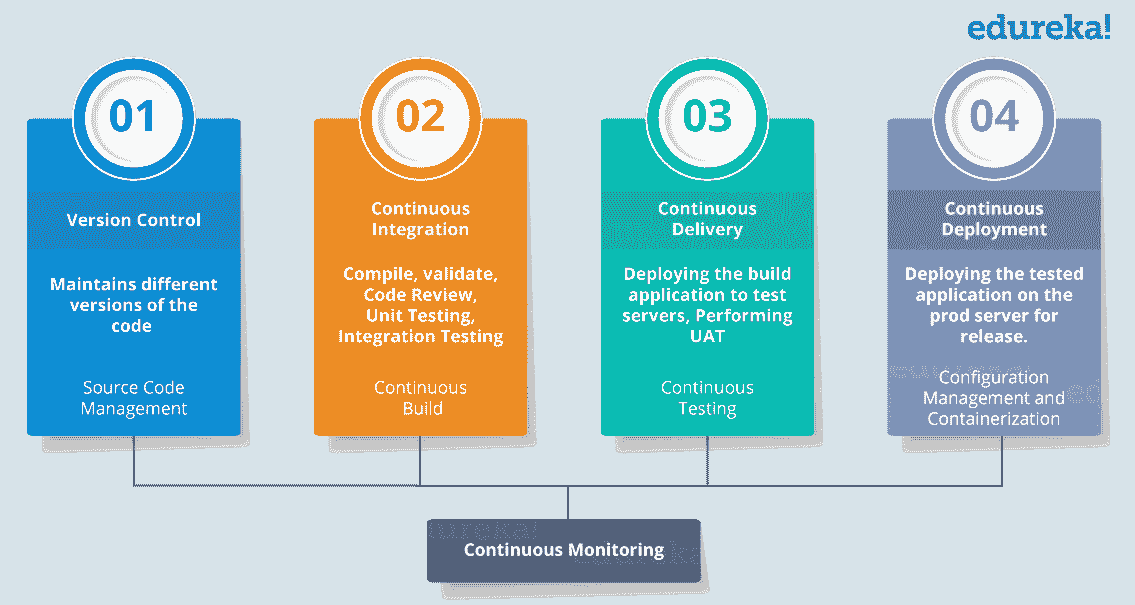 edureka!
01
Version Control
Maintains different
versions of the
code
Source Code
Management
02
Continuous
Integration
Compile, validate,
Code Review,
Unit Testing,
Integration Testing
Continuous
Build
03
Continuous
Delivery
Deploying the build
application to test
servers, Performing
UAT
Continuous
Testing
04
Continuous
Deployment
Deploying the tested
application on the
prod server for
release.
Configuration
Management and
Containerization
Continuous Monitoring